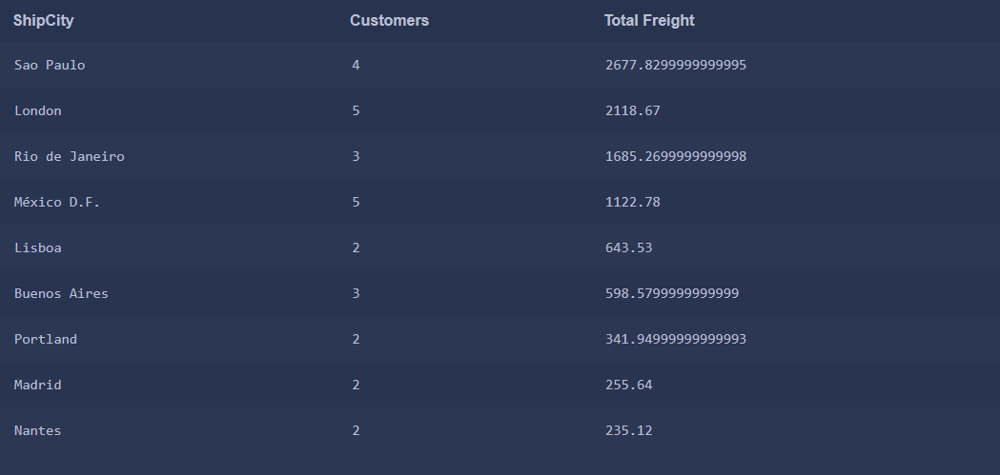 ShipCity Customers Total Freight
Sao Paulo 4 2677.8299999999995
London 5 2118.67
Rio de Janeiro 3 1685.2699999999998
México D.F. 5 1122.78
Lisboa 2 643.53
Buenos Aires 3 598.5799999999999
Portland 2 341.94999999999993
Madrid 2 255.64
Nantes 2 235.12